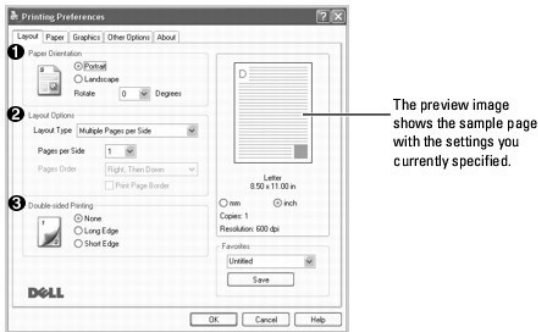 Printing Preferences
Layout Paper Graphics Other Options About
1 Paper Orientation
Portrait
Landscape
Rotate 0 Degrees
2 Layout Options
Layout Type Multiple Pages per Side
Pages per Side 1
Pages Order Right, Then Down
Print Page Border
3 Double-sided Printing
None
Long Edge
Short Edge
DELL
D
Letter
8.50 x 11.00 in
mm inch
Copies: 1
Resolution: 600 dpi
Favorites
Untitled
Save
OK Cancel Help
The preview image
shows the sample page
with the settings you
currently specified.